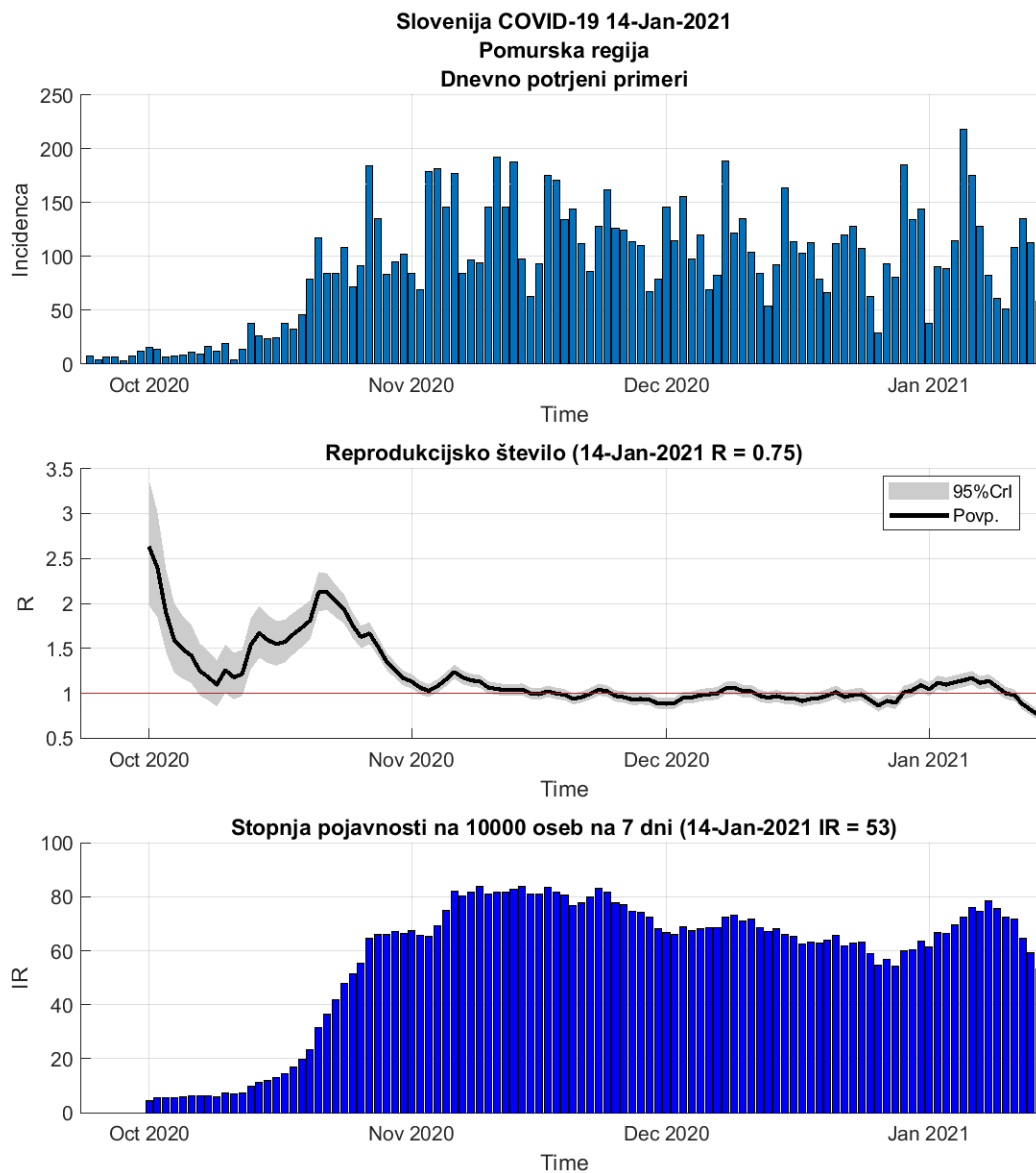 Slovenija COVID-19 14-Jan-2021
Pomurska regija
Dnevno potrjeni primeri
250
200
150
100
50
0
Incidenca
Oct 2020 Nov 2020 Dec 2020 Jan 2021
Time
Reprodukcijsko število (14-Jan-2021 R = 0.75)
3.5
3
2.5
2
1.5
1
0.5
R
95%CrI
Povp.
Oct 2020 Nov 2020 Dec 2020 Jan 2021
Time
Stopnja pojavnosti na 10000 oseb na 7 dni (14-Jan-2021 IR = 53)
100
80
60
40
20
0
IR
Oct 2020 Nov 2020 Dec 2020 Jan 2021
Time